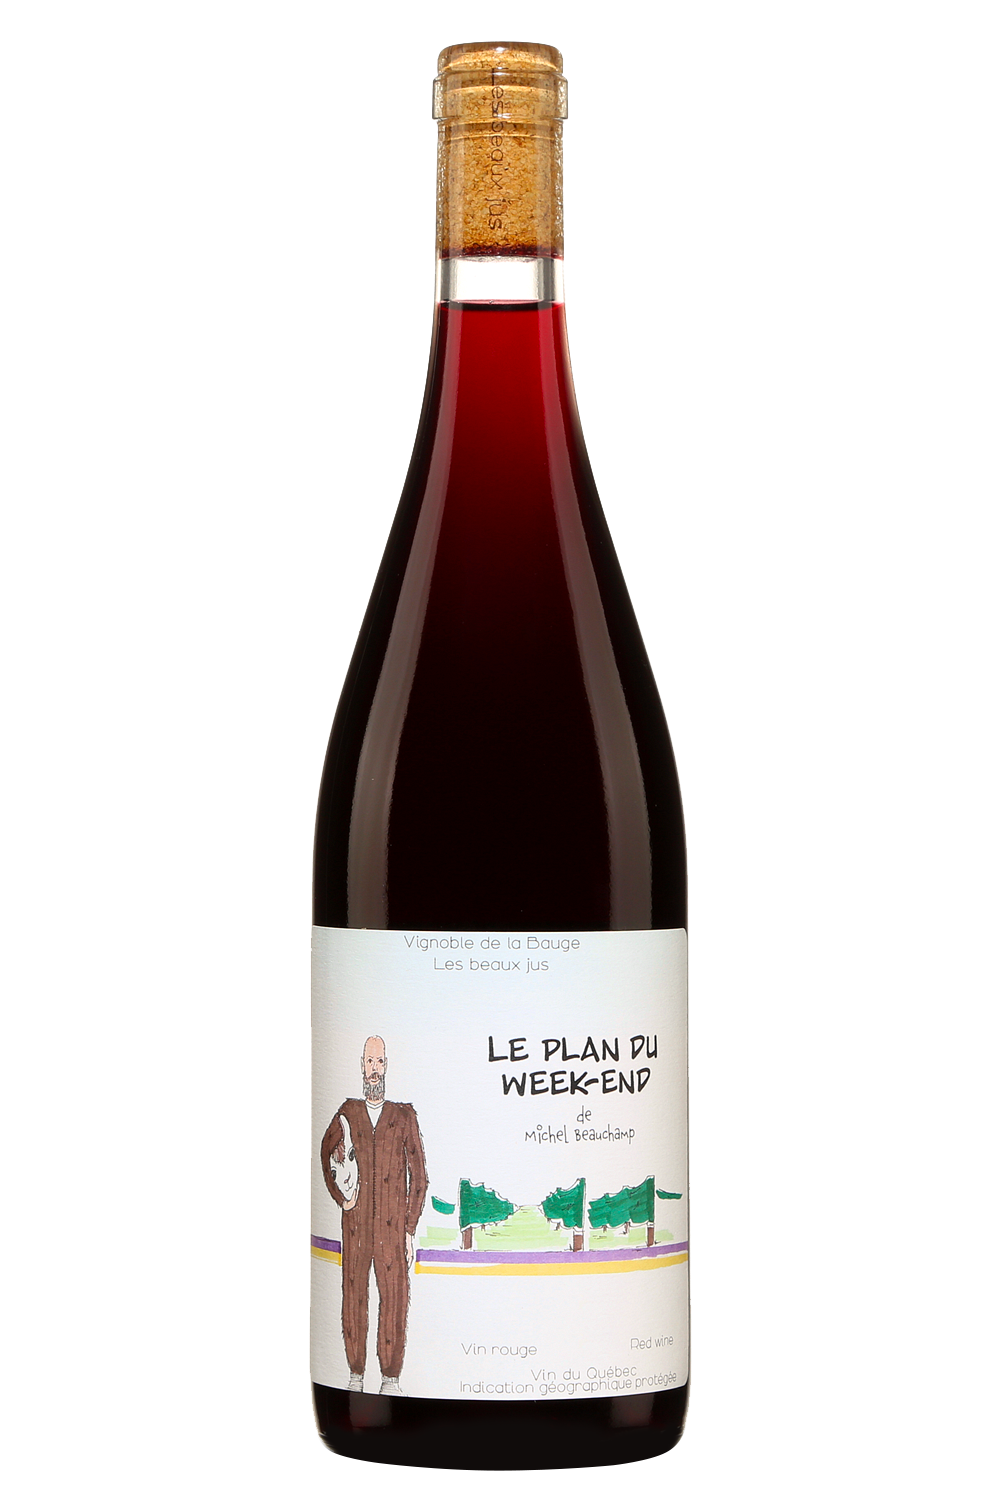 Les beaux jus
Vignoble de la Bauge
Les beaux jus
LE PLAN DU
WEEK-END
de
Michel Beauchamp
Vin rouge
Red wine
Vin du Québec
Indication géographique protégée